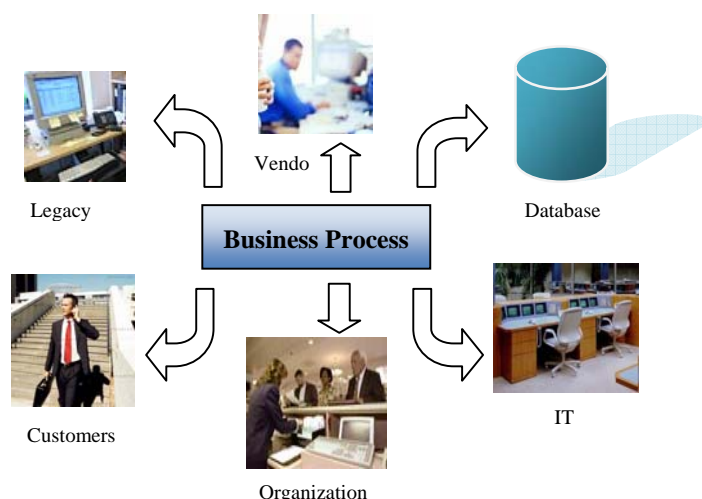 Vendo
Legacy
Database
Business Process
Customers
IT
Organization